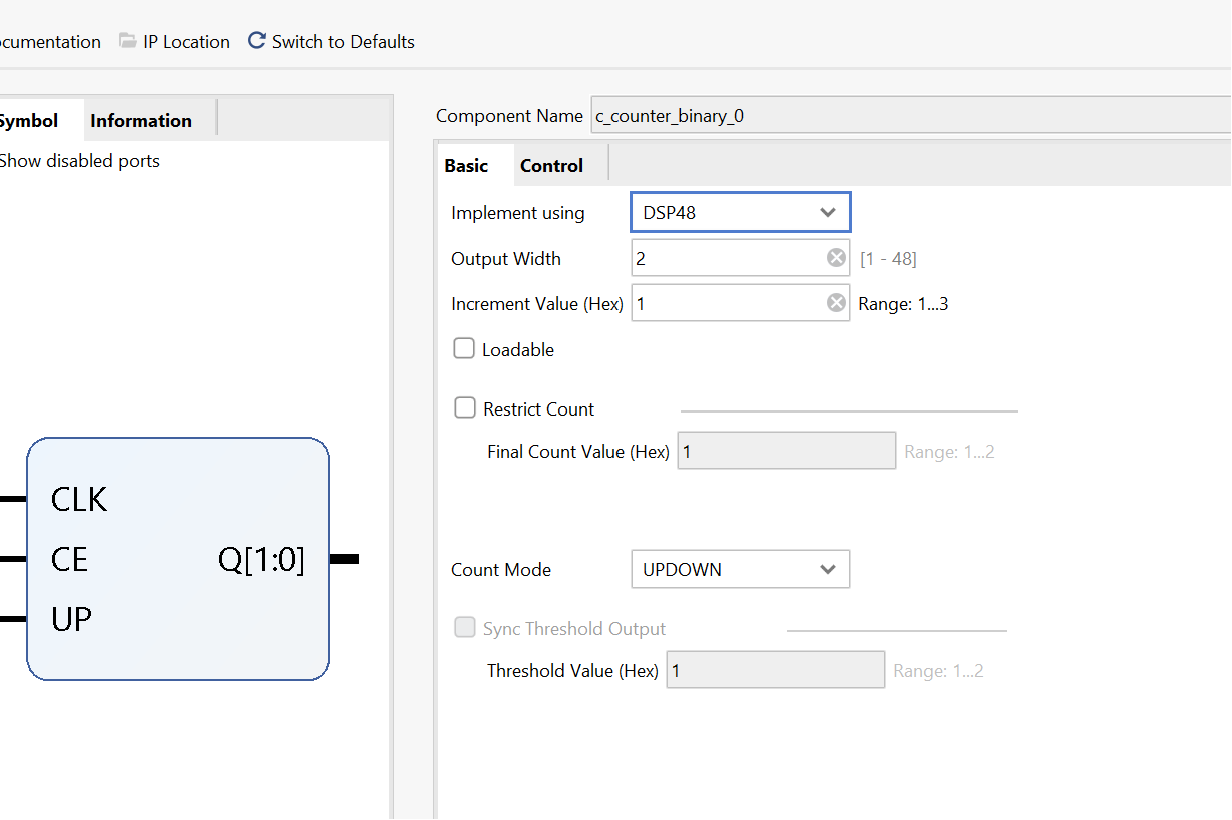 IP Location Switch to Defaults
Symbol Information
Show disabled ports
CLK
CE Q[1:0]
UP
Component Name c_counter_binary_0
Basic Control
Implement using DSP48
Output Width 2 [1 - 48]
Increment Value (Hex) 1 Range: 1...3
Loadable
Restrict Count
Final Count Value (Hex) 1 Range: 1...2
Count Mode UPDOWN
Sync Threshold Output
Threshold Value (Hex) 1 Range: 1...2